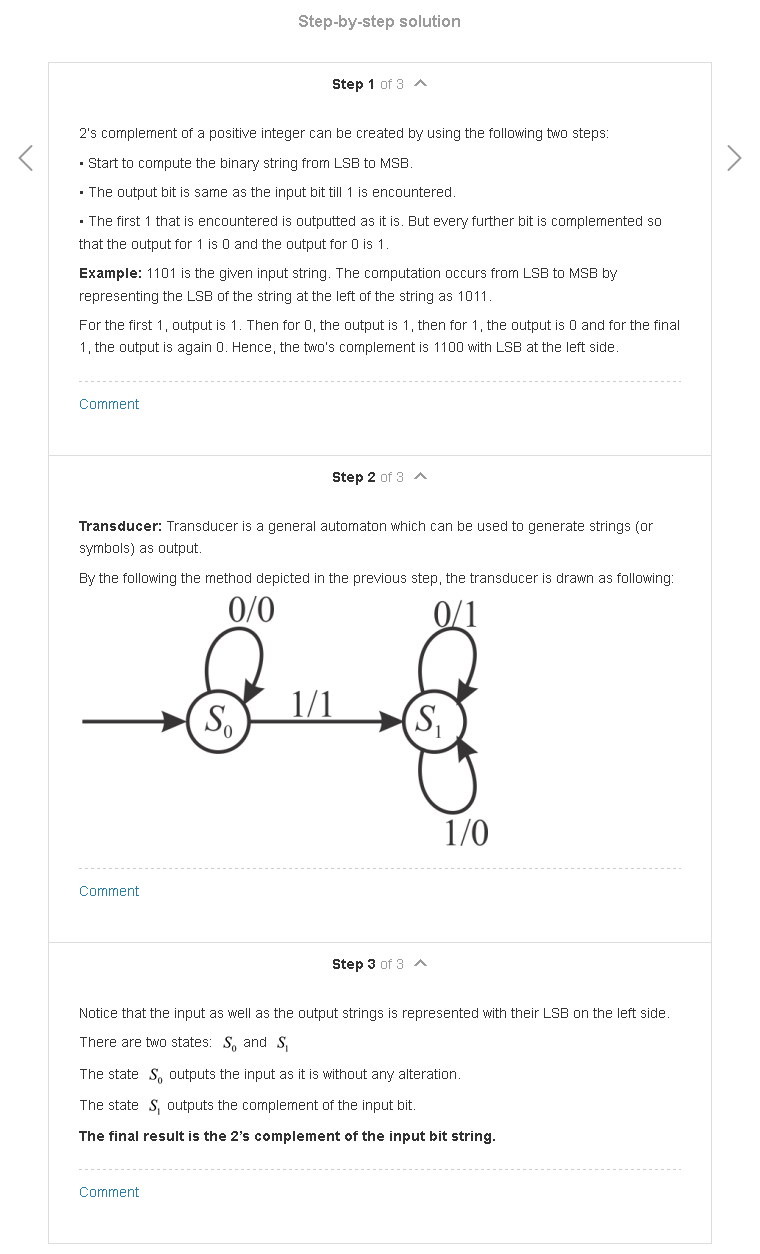 Step-by-step solution
Step 1 of 3
2's complement of a positive integer can be created by using the following two steps:
• Start to compute the binary string from LSB to MSB.
• The output bit is same as the input bit till 1 is encountered.
• The first 1 that is encountered is outputted as it is. But every further bit is complemented so
that the output for 1 is 0 and the output for 0 is 1.
Example: 1101 is the given input string. The computation occurs from LSB to MSB by
representing the LSB of the string at the left of the string as 1011.
For the first 1, output is 1. Then for 0, the output is 1, then for 1, the output is 0 and for the final
1, the output is again 0. Hence, the two's complement is 1100 with LSB at the left side.
Comment
Step 2 of 3
Transducer: Transducer is a general automaton which can be used to generate strings (or
symbols) as output.
By the following the method depicted in the previous step, the transducer is drawn as following:
0/0 0/1
1/1
S₀ S₁
1/0
Comment
Step 3 of 3
Notice that the input as well as the output strings is represented with their LSB on the left side.
There are two states: S₀ and S₁
The state S₀ outputs the input as it is without any alteration.
The state S₁ outputs the complement of the input bit.
The final result is the 2's complement of the input bit string.
Comment